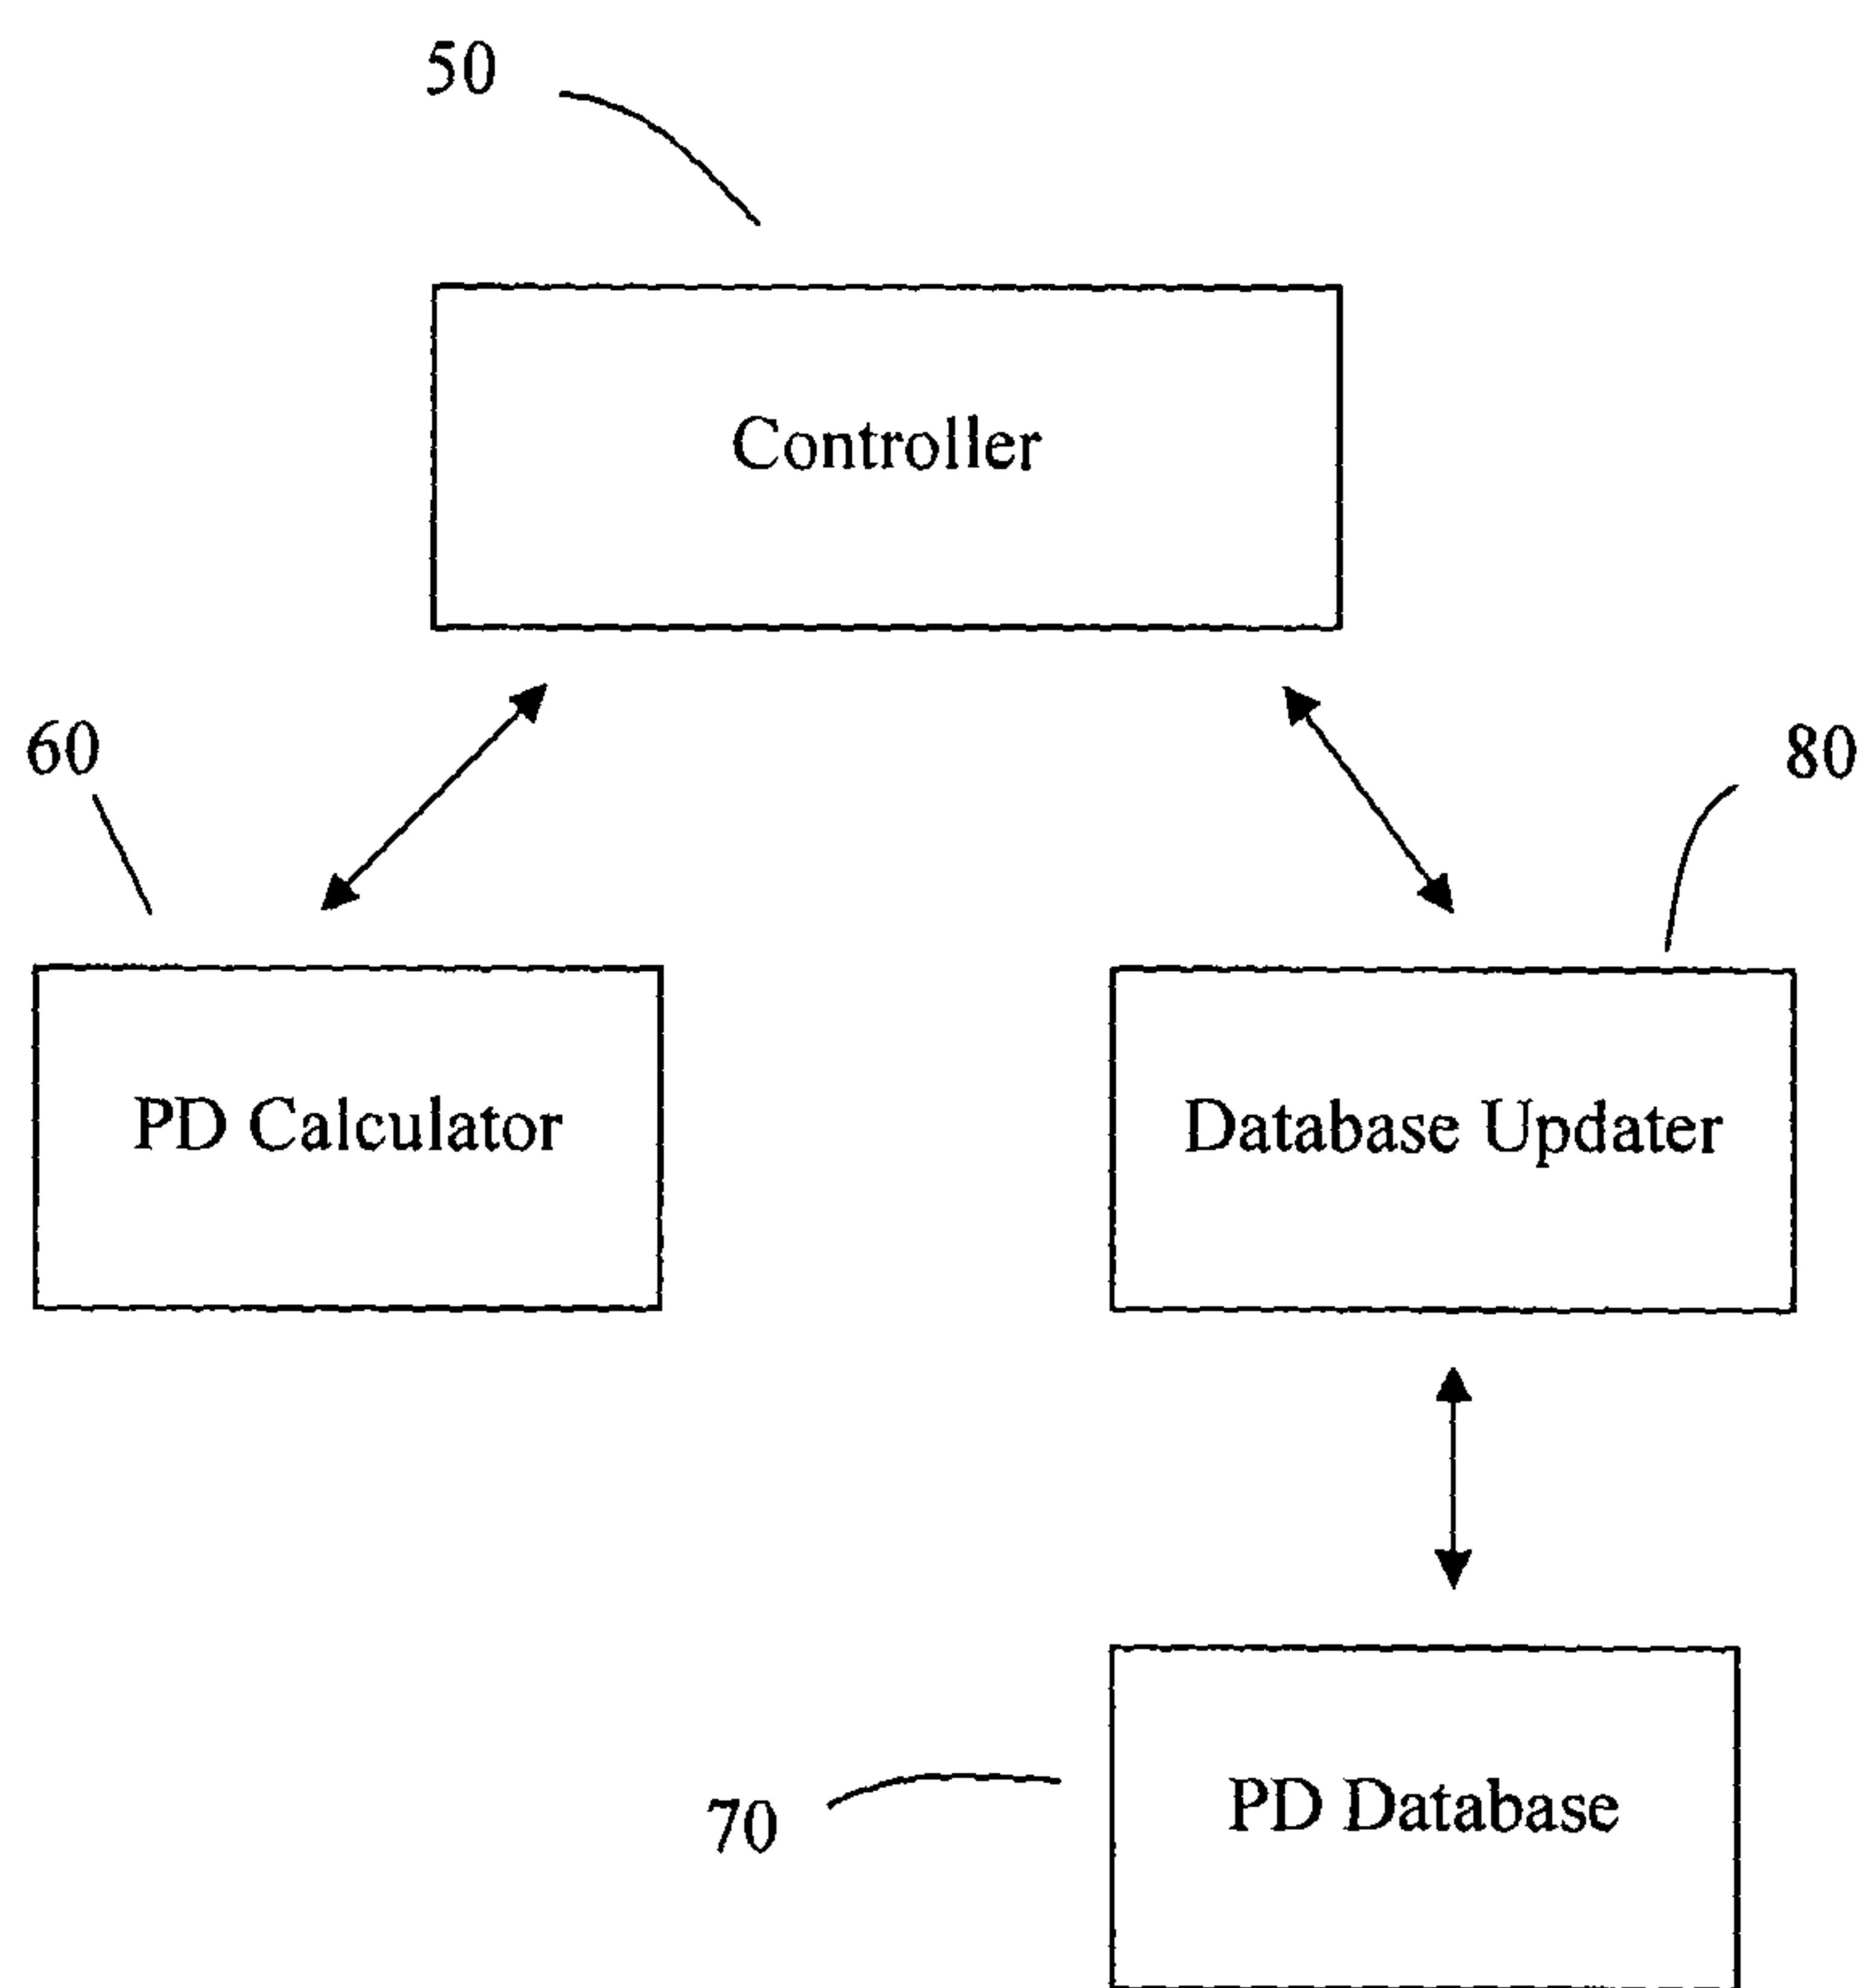 50
Controller
60
80
PD Calculator
Database Updater
70
PD Database